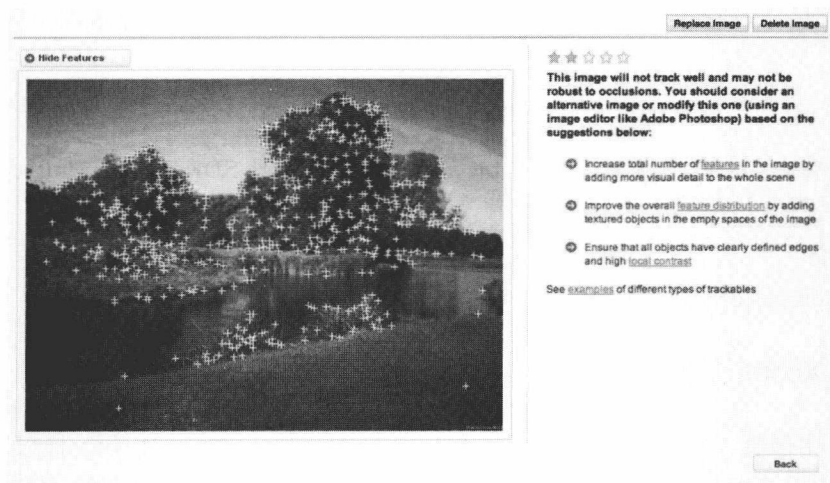 Replace Image Delete Image
Hide Features
This image will not track well and may not be
robust to occlusions. You should consider an
alternative image or modify this one (using an
image editor like Adobe Photoshop) based on the
suggestions below:
Increase total number of features in the image by
adding more visual detail to the whole scene
Improve the overall feature distribution by adding
textured objects in the empty spaces of the image
Ensure that all objects have clearly defined edges
and high local contrast
See examples of different types of trackables
Back